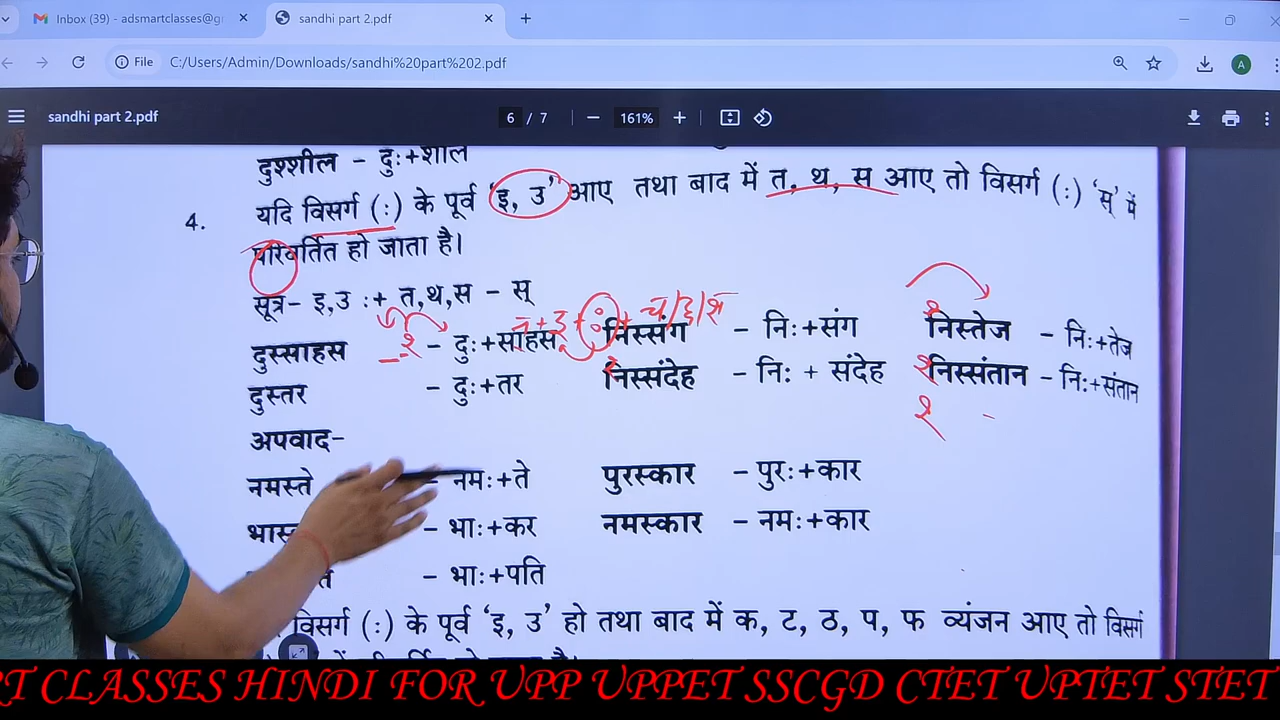 Inbox (39) - adsmartclasses@g
sandhi part 2.pdf
File C:/Users/Admin/Downloads/sandhi%20part%202.pdf
sandhi part 2.pdf 6 / 7 161%
दुश्शील - दुः+शील
4. यदि विसर्ग (:) के पूर्व 'इ, उ' आए तथा बाद में त, थ, स आए तो विसर्ग (:) 'स्' में
परिवर्तित हो जाता है।
सूत्र- इ,उ :+ त,थ,स - स्
दुस्साहस - दुः+साहस निस्संग - निः+संग निस्तेज - निः+तेज
दुस्तर - दुः+तर निस्संदेह - निः + संदेह निस्संतान - निः+संतान
अपवाद-
नमस्ते - नमः+ते पुरस्कार - पुरः+कार
- भाः+कर नमस्कार - नमः+कार
- भाः+पति
विसर्ग (:) के पूर्व 'इ, उ' हो तथा बाद में क, ट, ठ, प, फ व्यंजन आए तो विसर्ग
RT CLASSES HINDI FOR UPP UPPET SSCGD CTET UPTET STET